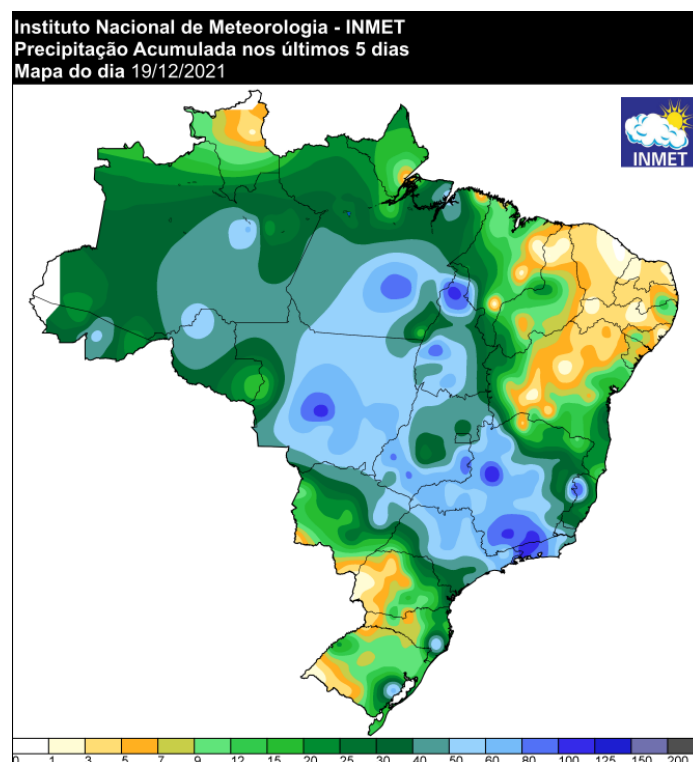 Instituto Nacional de Meteorologia - INMET
Precipitação Acumulada nos últimos 5 dias
Mapa do dia 19/12/2021
INMET
0 1 3 5 7 9 12 15 20 25 30 40 50 60 80 100 125 150 200